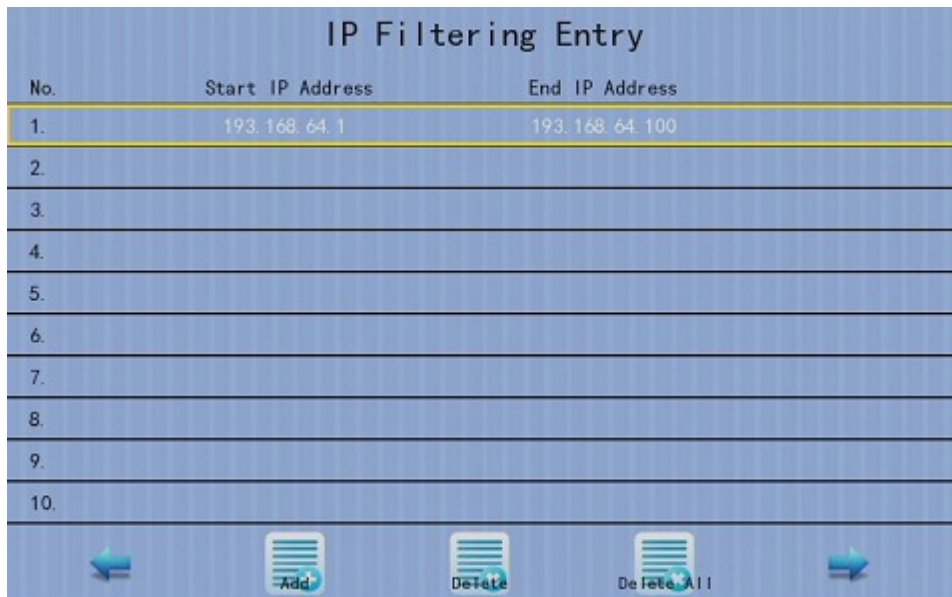 IP Filtering Entry
No. Start IP Address End IP Address
1. 193.168.64.1 193.168.64.100
2.
3.
4.
5.
6.
7.
8.
9.
10.
Add Delete Delete All